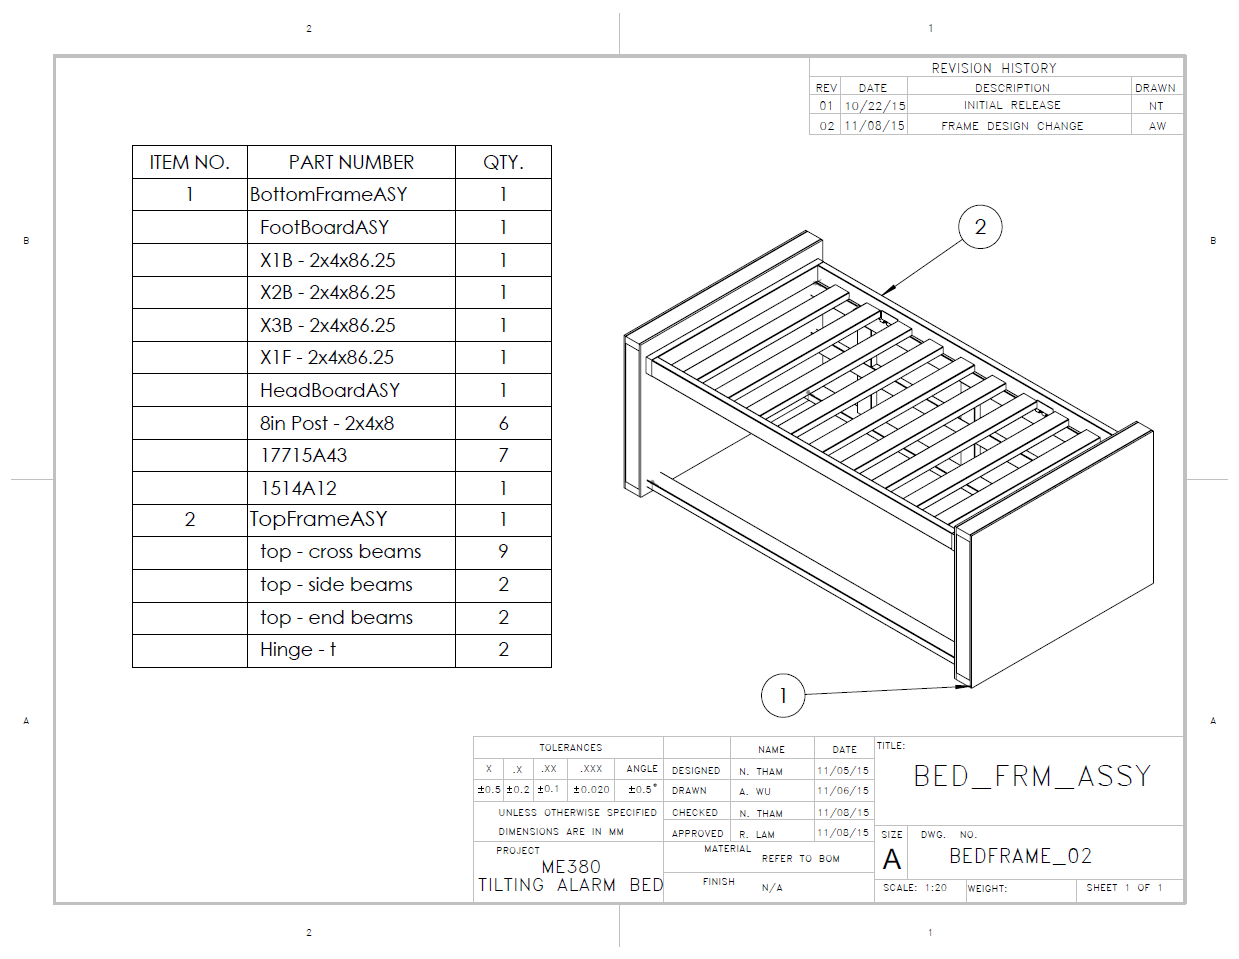 2 1
REVISION HISTORY
REV DATE DESCRIPTION DRAWN
01 10/22/15 INITIAL RELEASE NT
02 11/08/15 FRAME DESIGN CHANGE AW
ITEM NO. PART NUMBER QTY.
1 BottomFrameASY 1
FootBoardASY 1
X1B - 2x4x86.25 1
X2B - 2x4x86.25 1
X3B - 2x4x86.25 1
X1F - 2x4x86.25 1
HeadBoardASY 1
8in Post - 2x4x8 6
17715A43 7
1514A12 1
2 TopFrameASY 1
top - cross beams 9
top - side beams 2
top - end beams 2
Hinge - t 2
B B
2
1
A A
TOLERANCES
X .X .XX .XXX ANGLE
±0.5 ±0.2 ±0.1 ±0.020 ±0.5°
UNLESS OTHERWISE SPECIFIED
DIMENSIONS ARE IN MM
PROJECT
ME380
TILTING ALARM BED
NAME DATE
DESIGNED N. THAM 11/05/15
DRAWN A. WU 11/06/15
CHECKED N. THAM 11/08/15
APPROVED R. LAM 11/08/15
MATERIAL REFER TO BOM
FINISH N/A
TITLE:
BED_FRM_ASSY
SIZE DWG. NO.
A BEDFRAME_02
SCALE: 1:20 WEIGHT: SHEET 1 OF 1
2 1